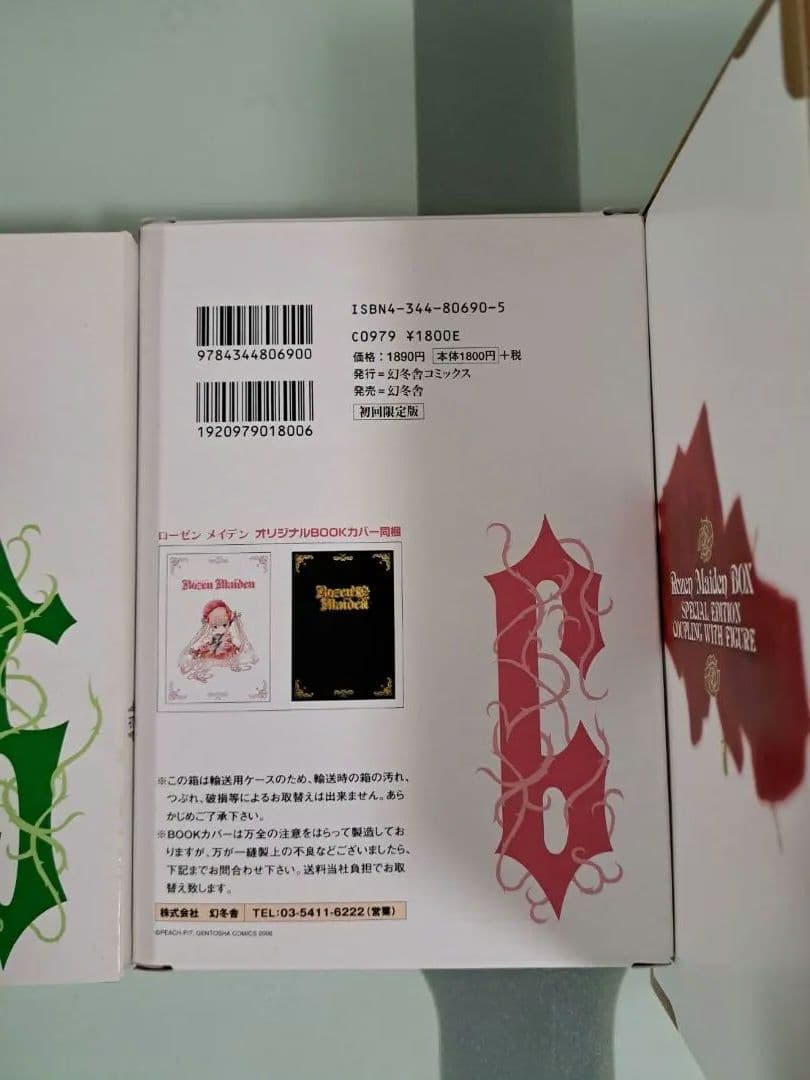 ISBN4-344-80690-5
C0979 ¥1800E
価格：1890円 本体1800円+税
発行＝幻冬舎コミックス
発売＝幻冬舎
初回限定版
9784344806900
1920979018006
ローゼン メイデン オリジナルBOOKカバー同梱
Rozen Maiden
Rozen
Maiden
6
※この箱は輸送用ケースのため、輸送時の箱の汚れ、
つぶれ、破損等によるお取替えは出来ません。あら
かじめご了承下さい。
※BOOKカバーは万全の注意をはらって製造してお
りますが、万が一縫製上の不良などございましたら、
下記までお問合わせ下さい。送料当社負担でお取
替え致します。
株式会社 幻冬舎 TEL:03-5411-6222(営業)
©PEACH-PIT, GENTOSHA COMICS 2006
Rozen Maiden BOX
SPECIAL EDITION
COUPLING WITH FIGURE